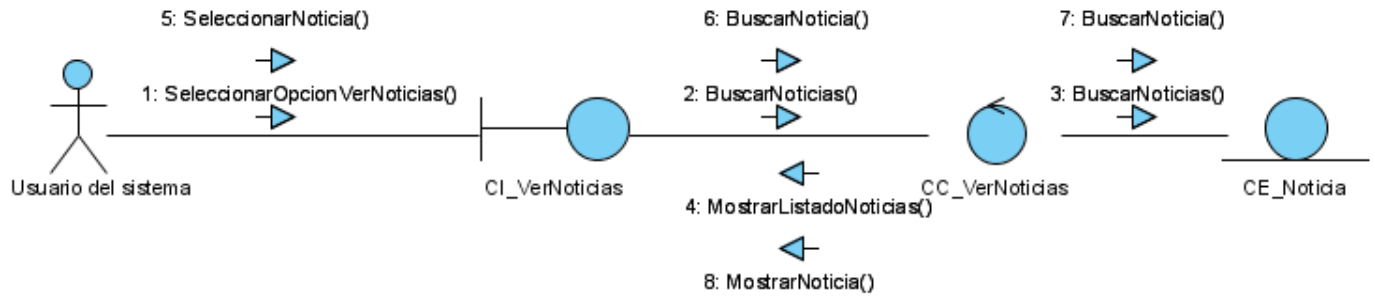 5: SeleccionarNoticia()
6: BuscarNoticia()
7: BuscarNoticia()
1: SeleccionarOpcionVerNoticias()
2: BuscarNoticias()
3: BuscarNoticias()
Usuario del sistema
CI_VerNoticias
CC_VerNoticias
CE_Noticia
4: MostrarListadoNoticias()
8: MostrarNoticia()